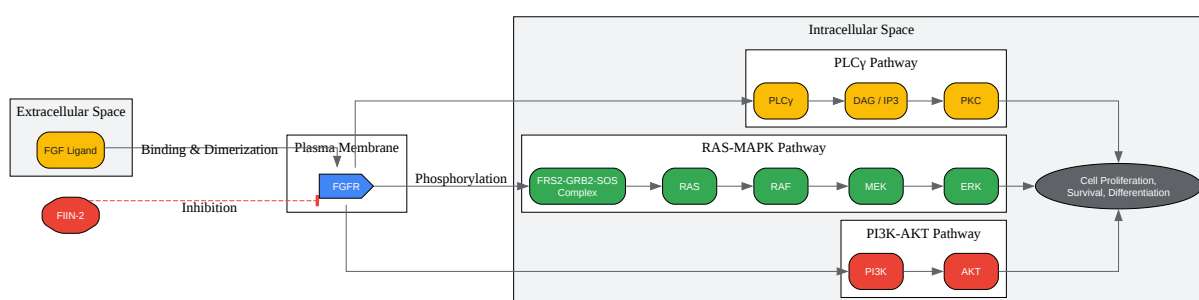 Intracellular Space
PLCγ Pathway
PLCγ
DAG / IP3
PKC
Extracellular Space
FGF Ligand
Binding & Dimerization
Plasma Membrane
FGFR
Phosphorylation
RAS-MAPK Pathway
FRS2-GRB2-SOS
Complex
RAS
RAF
MEK
ERK
Cell Proliferation,
Survival, Differentiation
FIIN-2
Inhibition
PI3K-AKT Pathway
PI3K
AKT